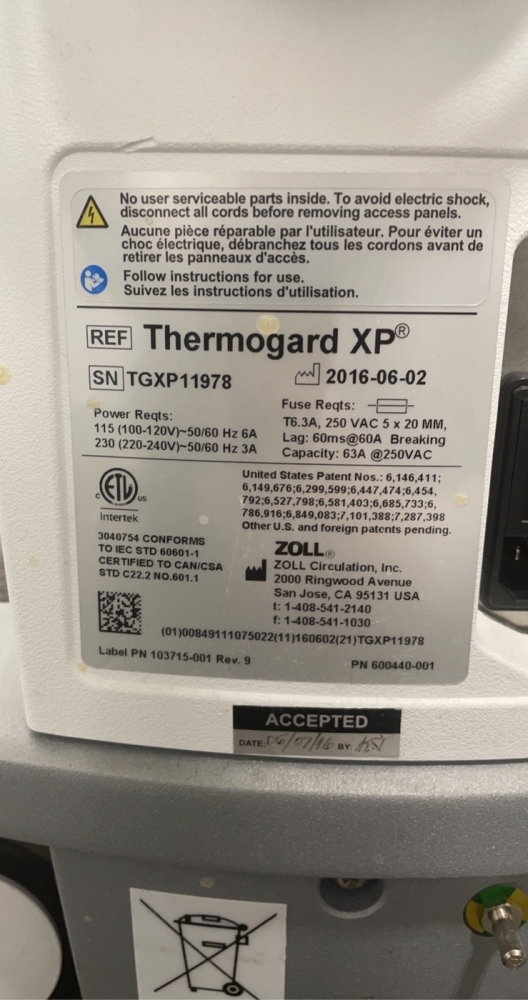 No user serviceable parts inside. To avoid electric shock,
disconnect all cords before removing access panels.
Aucune pièce réparable par l'utilisateur. Pour éviter un
choc électrique, débranchez tous les cordons avant de
retirer les panneaux d'accès.
Follow instructions for use.
Suivez les instructions d'utilisation.
REF Thermogard XP®
SN TGXP11978
2016-06-02
Power Reqts:
115 (100-120V)~50/60 Hz 6A
230 (220-240V)~50/60 Hz 3A
Fuse Reqts:
T6.3A, 250 VAC 5 x 20 MM,
Lag: 60ms@60A Breaking
Capacity: 63A @250VAC
C ETL US
Intertek
3040754 CONFORMS
TO IEC STD 60601-1
CERTIFIED TO CAN/CSA
STD C22.2 NO.601.1
United States Patent Nos.: 6,146,411;
6,149,676;6,299,599;6,447,474;6,454,
792;6,527,798;6,581,403;6,685,733;6,
786,916;6,849,083;7,101,388;7,287,398
Other U.S. and foreign patents pending.
ZOLL®
ZOLL Circulation, Inc.
2000 Ringwood Avenue
San Jose, CA 95131 USA
t: 1-408-541-2140
f: 1-408-541-1030
(01)00849111075022(11)160602(21)TGXP11978
Label PN 103715-001 Rev. 9
PN 600440-001
ACCEPTED
DATE: 06/07/16 BY: